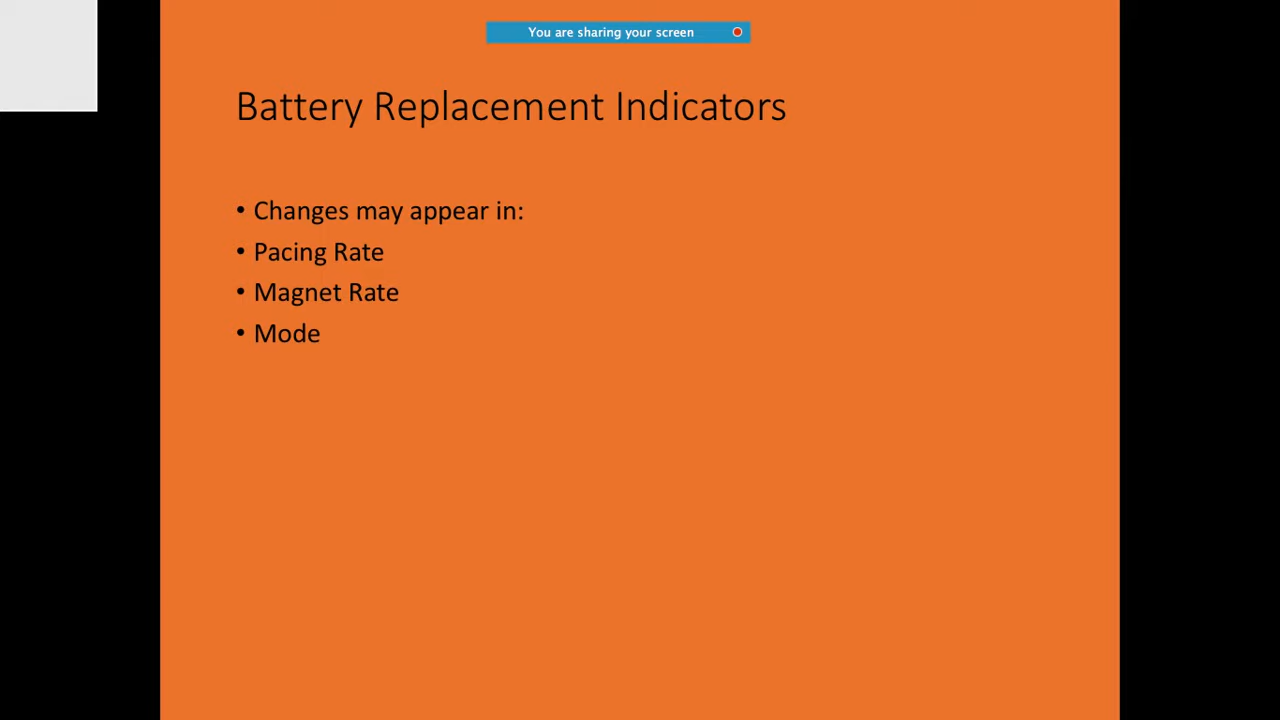 You are sharing your screen
Battery Replacement Indicators
• Changes may appear in:
• Pacing Rate
• Magnet Rate
• Mode